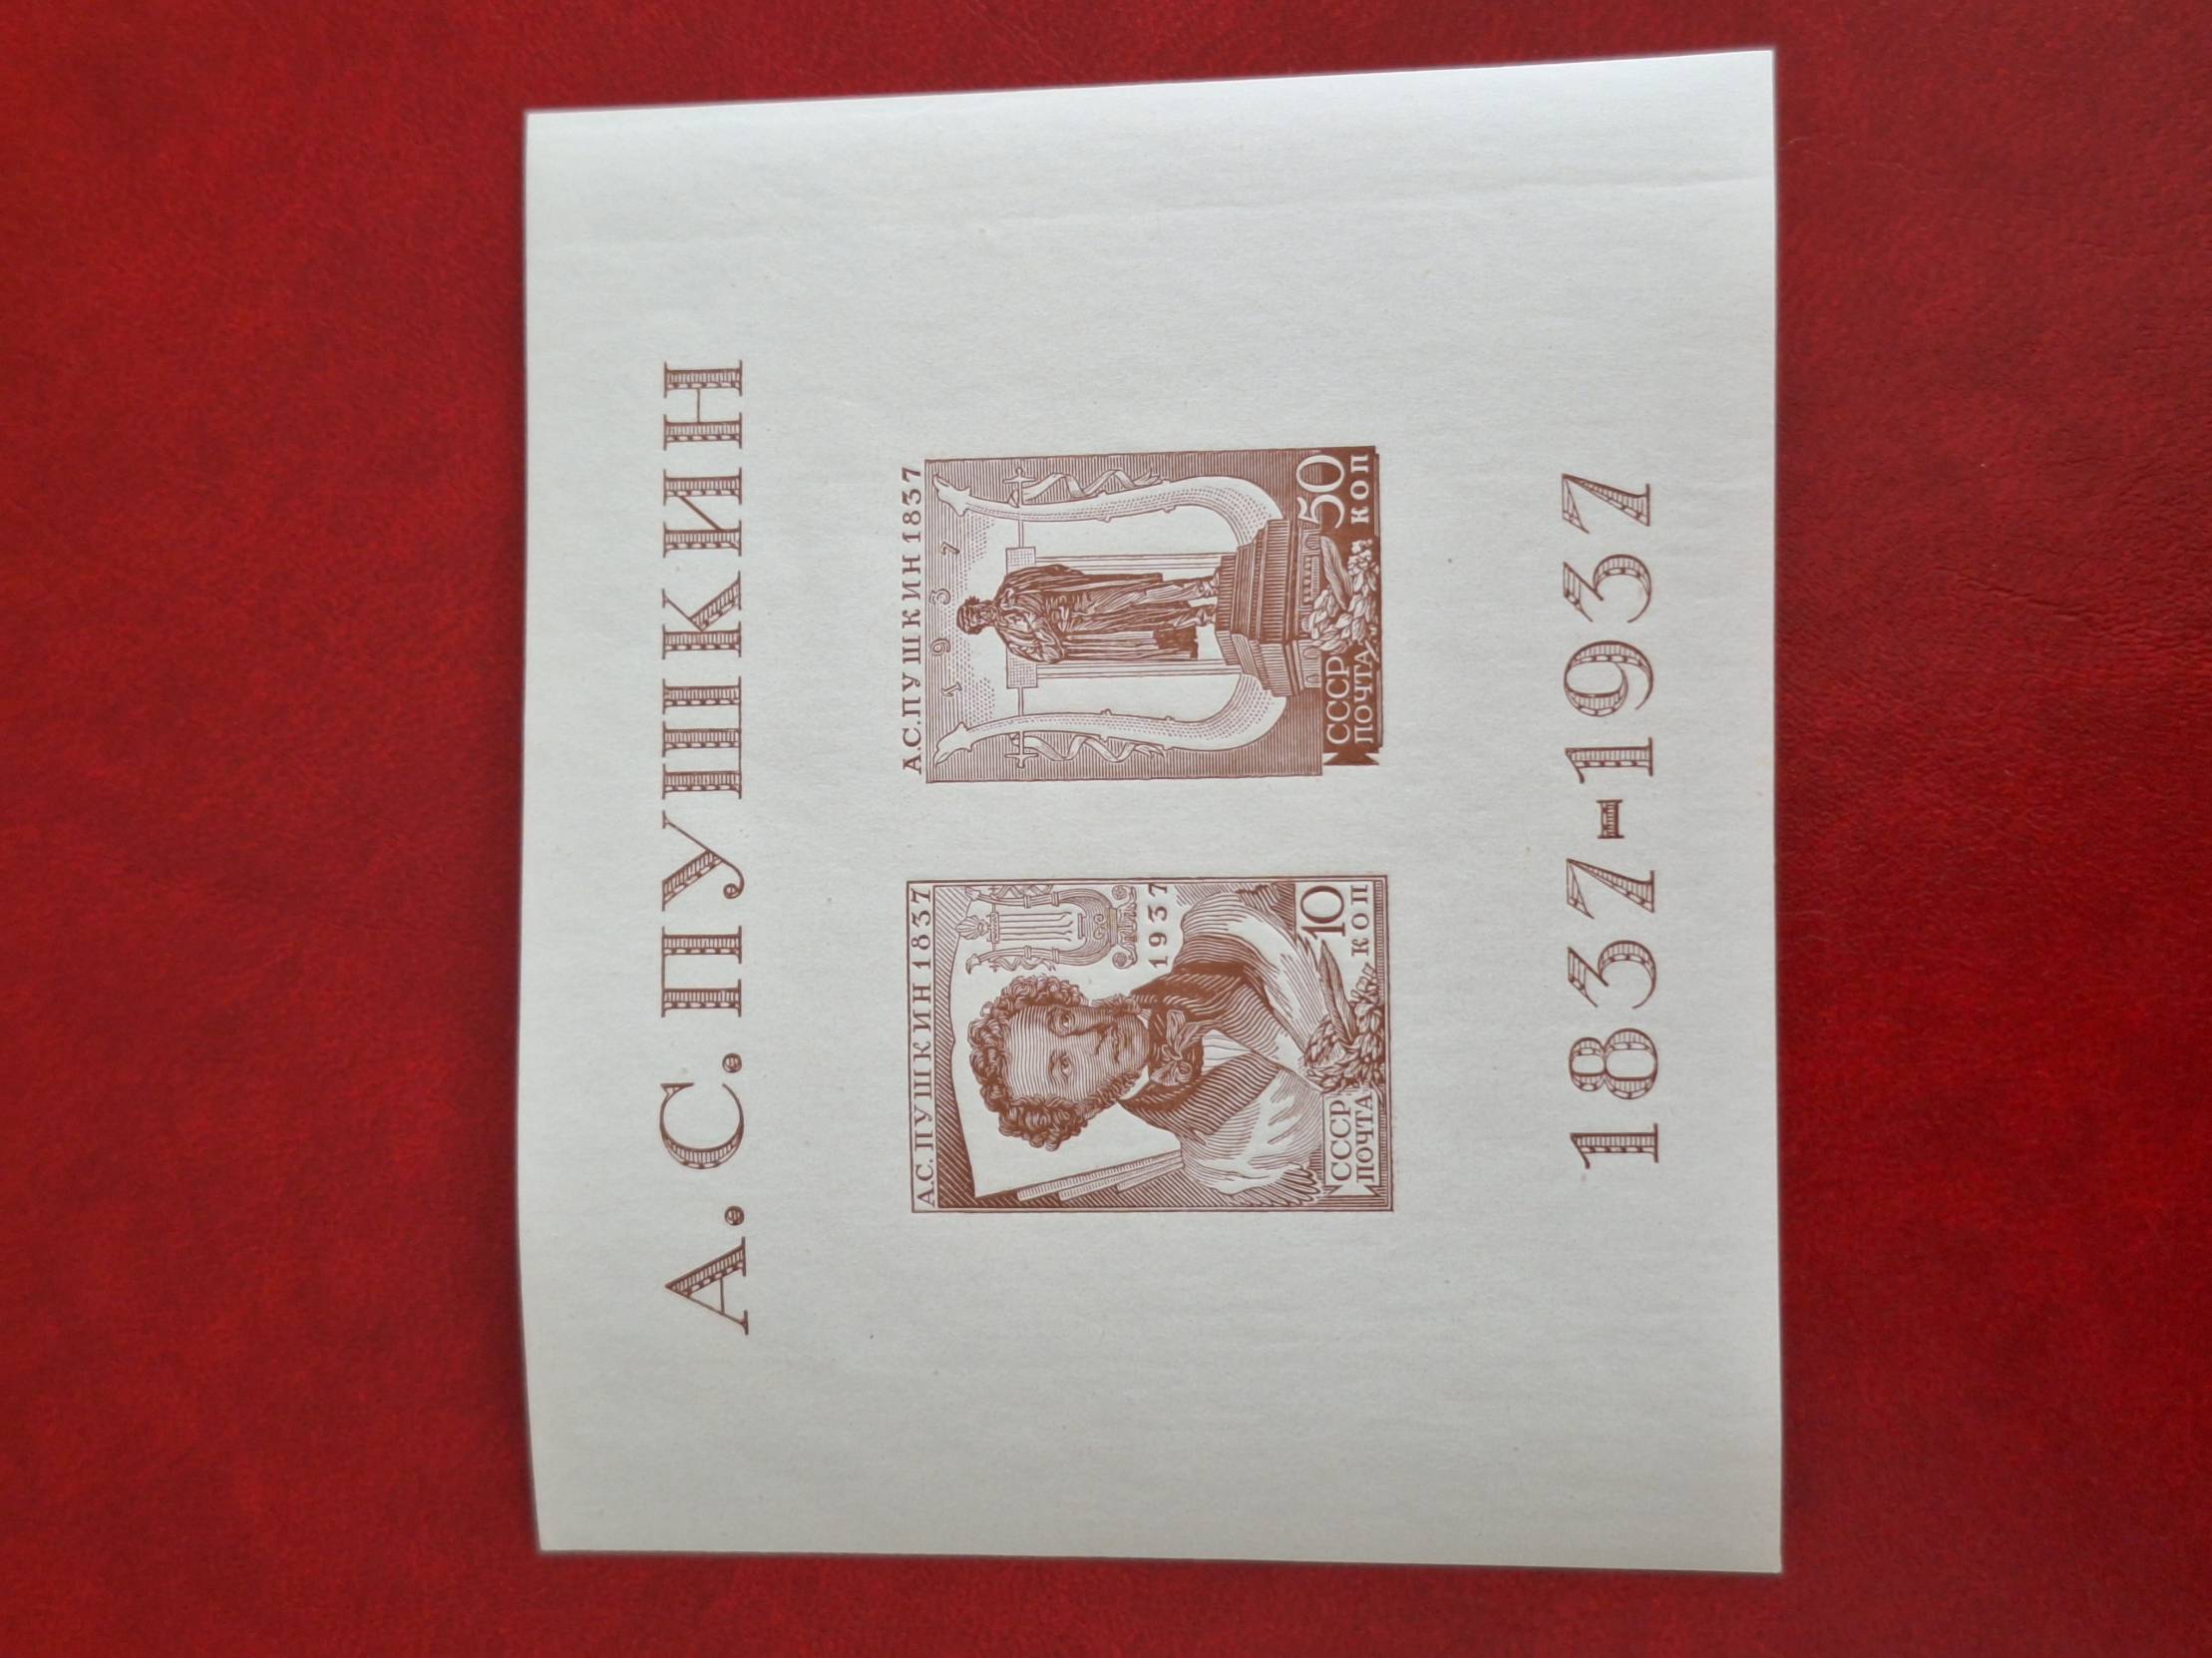 А. С. ПУШКИН
А.С. ПУШКИН 1837
1937
10
КОП
СССР
ПОЧТА
А.С. ПУШКИН 1837
1937
50
КОП
СССР
ПОЧТА
1837-1937